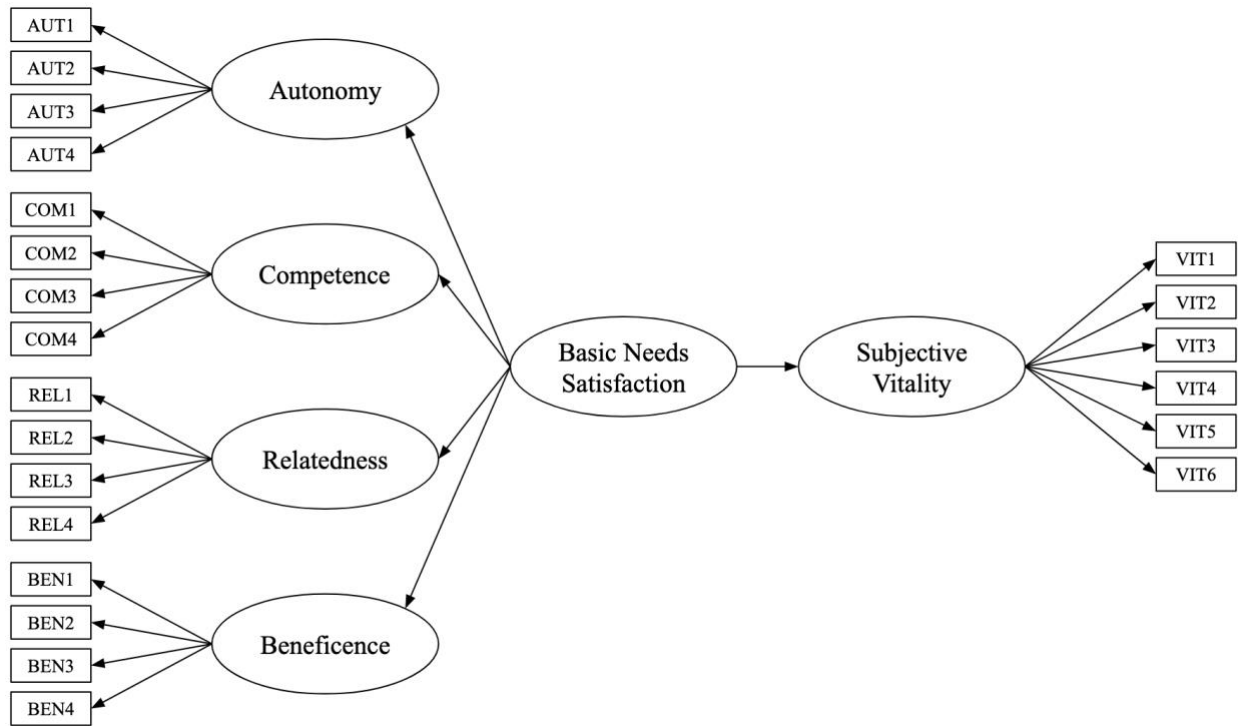 AUT1
AUT2
AUT3
AUT4
Autonomy
COM1
COM2
COM3
COM4
Competence
REL1
REL2
REL3
REL4
Relatedness
BEN1
BEN2
BEN3
BEN4
Beneficence
Basic Needs
Satisfaction
Subjective
Vitality
VIT1
VIT2
VIT3
VIT4
VIT5
VIT6